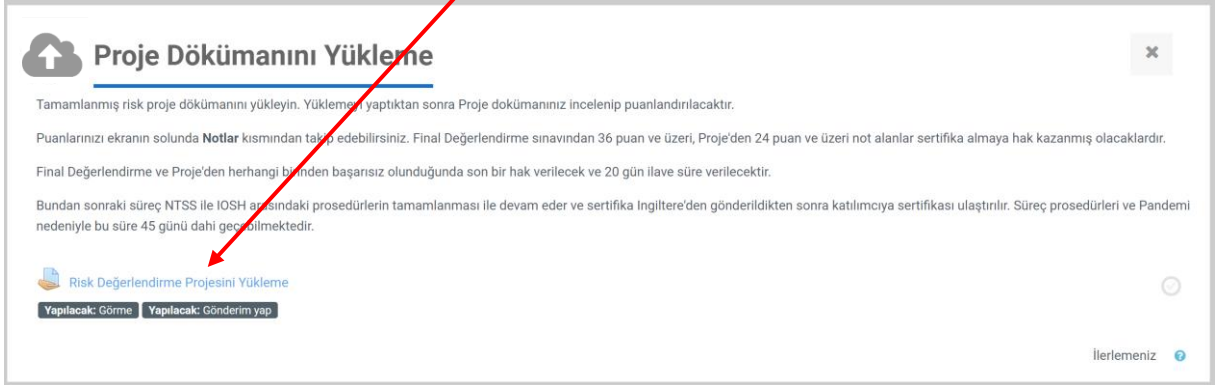 Proje Dökümanını Yükleme
Tamamlanmış risk proje dökümanını yükleyin. Yüklemeyi yaptıktan sonra Proje dokümanınız incelenip puanlandırılacaktır.
Puanlarınızı ekranın solunda Notlar kısmından takip edebilirsiniz. Final Değerlendirme sınavından 36 puan ve üzeri, Proje'den 24 puan ve üzeri not alanlar sertifika almaya hak kazanmış olacaklardır.
Final Değerlendirme ve Proje'den herhangi birinden başarısız olunduğunda son bir hak verilecek ve 20 gün ilave süre verilecektir.
Bundan sonraki süreç NTSS ile IOSH arasındaki prosedürlerin tamamlanması ile devam eder ve sertifika Ingiltere'den gönderildikten sonra katılımcıya sertifikası ulaştırılır. Süreç prosedürleri ve Pandemi
nedeniyle bu süre 45 günü dahi geçebilmektedir.
Risk Değerlendirme Projesini Yükleme
Yapılacak: Görme Yapılacak: Gönderim yap
İlerlemeniz